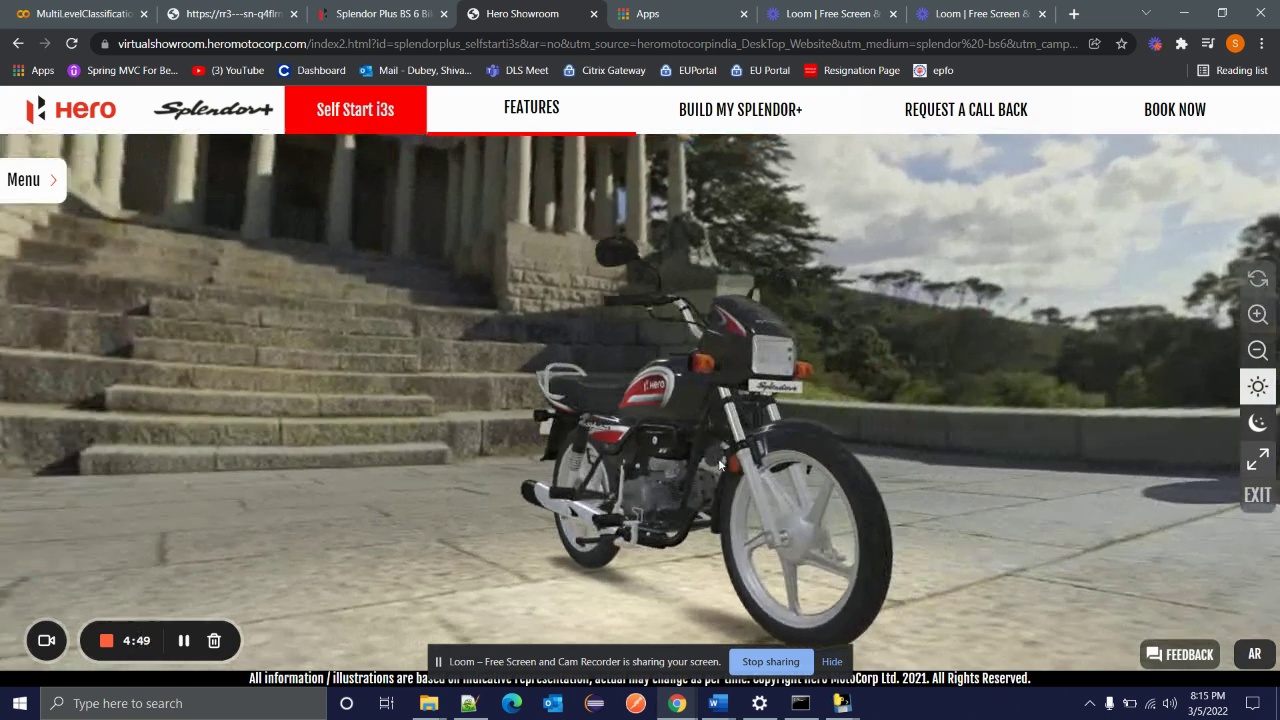 MultiLevelClassificatio
https://rr3---sn-q4flrn
Splendor Plus BS 6 Bik
Hero Showroom
Apps
Loom | Free Screen &
Loom | Free Screen &
virtualshowroom.heromotocorp.com/index2.html?id=splendorplus_selfstarti3s&at=no&utm_source=heromotocorpindia_DeskTop_Website&utm_medium=splendor%20-bs6&utm_camp...
S
Apps
Spring MVC For Be...
(3) YouTube
Dashboard
Mail - Dubey, Shiva...
DLS Meet
Citrix Gateway
EUPortal
EU Portal
Resignation Page
epfo
Reading list
HERO
Splendor+
Self Start i3s
FEATURES
BUILD MY SPLENDOR+
REQUEST A CALL BACK
BOOK NOW
Menu
HERO
Splendor+
EXIT
4:49
Loom – Free Screen and Cam Recorder is sharing your screen.
Stop sharing
Hide
FEEDBACK
AR
All information / illustrations are based on indicative representation, actual may change as per time. Copyright Hero MotoCorp Ltd. 2021. All Rights Reserved.
Type here to search
8:15 PM
3/5/2022